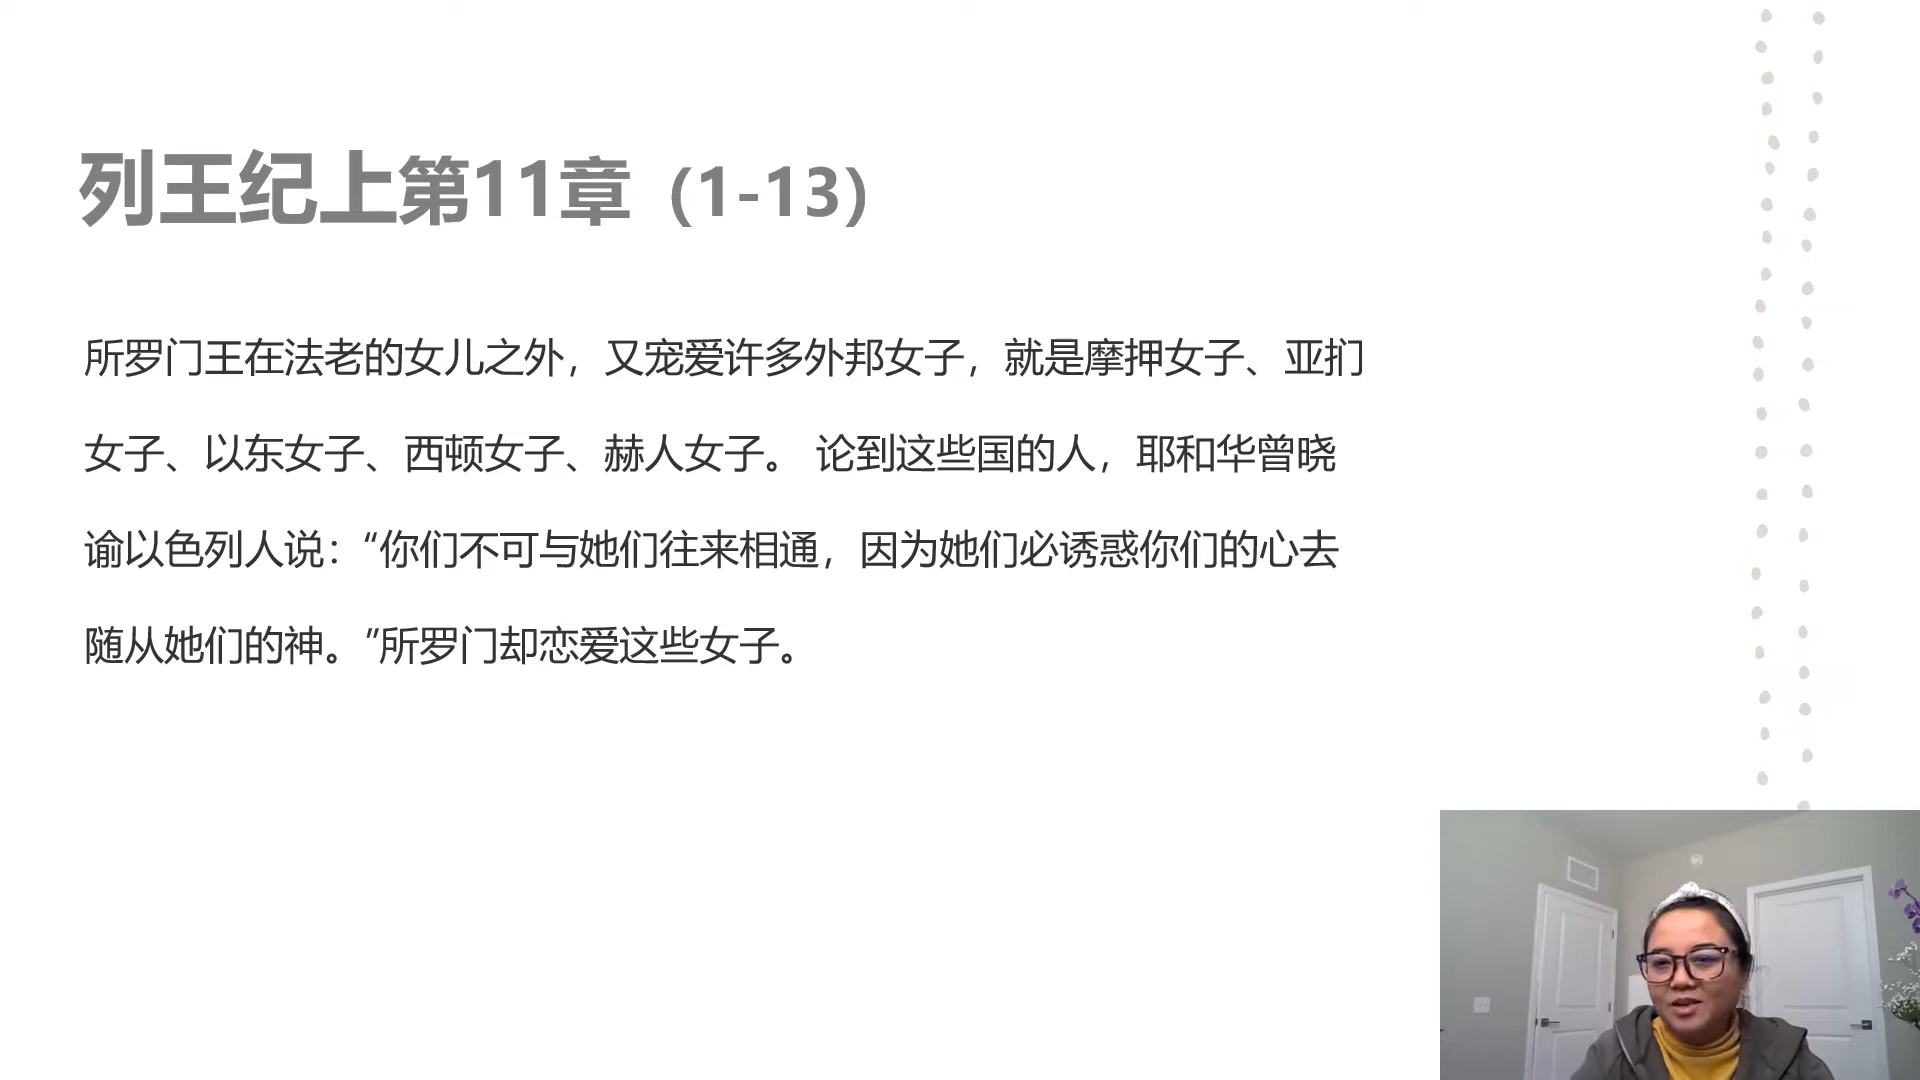 列王纪上第11章 (1-13)
所罗门王在法老的女儿之外，又宠爱许多外邦女子，就是摩押女子、亚扪
女子、以东女子、西顿女子、赫人女子。 论到这些国的人，耶和华曾晓
谕以色列人说：“你们不可与她们往来相通，因为她们必诱惑你们的心去
随从她们的神。”所罗门却恋爱这些女子。